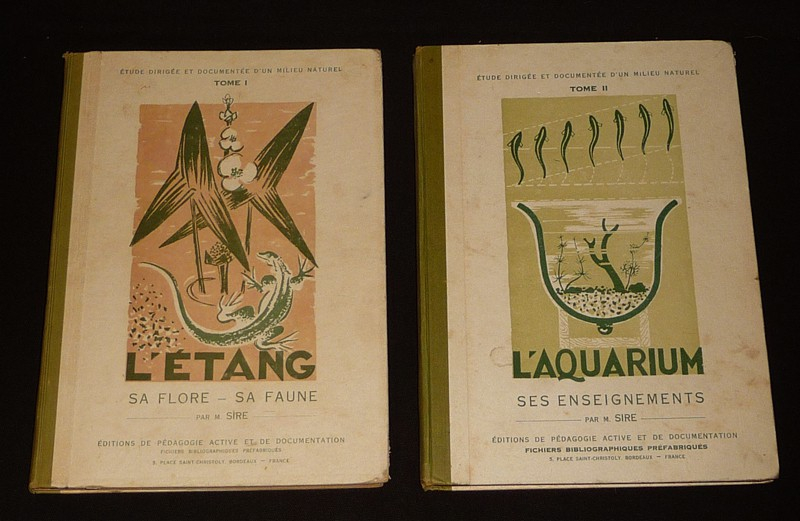 ÉTUDE DIRIGÉE ET DOCUMENTÉE D'UN MILIEU NATUREL
TOME I
L'ÉTANG
SA FLORE — SA FAUNE
PAR M. SIRE
ÉDITIONS DE PÉDAGOGIE ACTIVE ET DE DOCUMENTATION
FICHIERS BIBLIOGRAPHIQUES PRÉFABRIQUÉS
5, PLACE SAINT-CHRISTOLY, BORDEAUX — FRANCE
ÉTUDE DIRIGÉE ET DOCUMENTÉE D'UN MILIEU NATUREL
TOME II
L'AQUARIUM
SES ENSEIGNEMENTS
PAR M. SIRE
ÉDITIONS DE PÉDAGOGIE ACTIVE ET DE DOCUMENTATION
FICHIERS BIBLIOGRAPHIQUES PRÉFABRIQUÉS
5, PLACE SAINT-CHRISTOLY, BORDEAUX — FRANCE